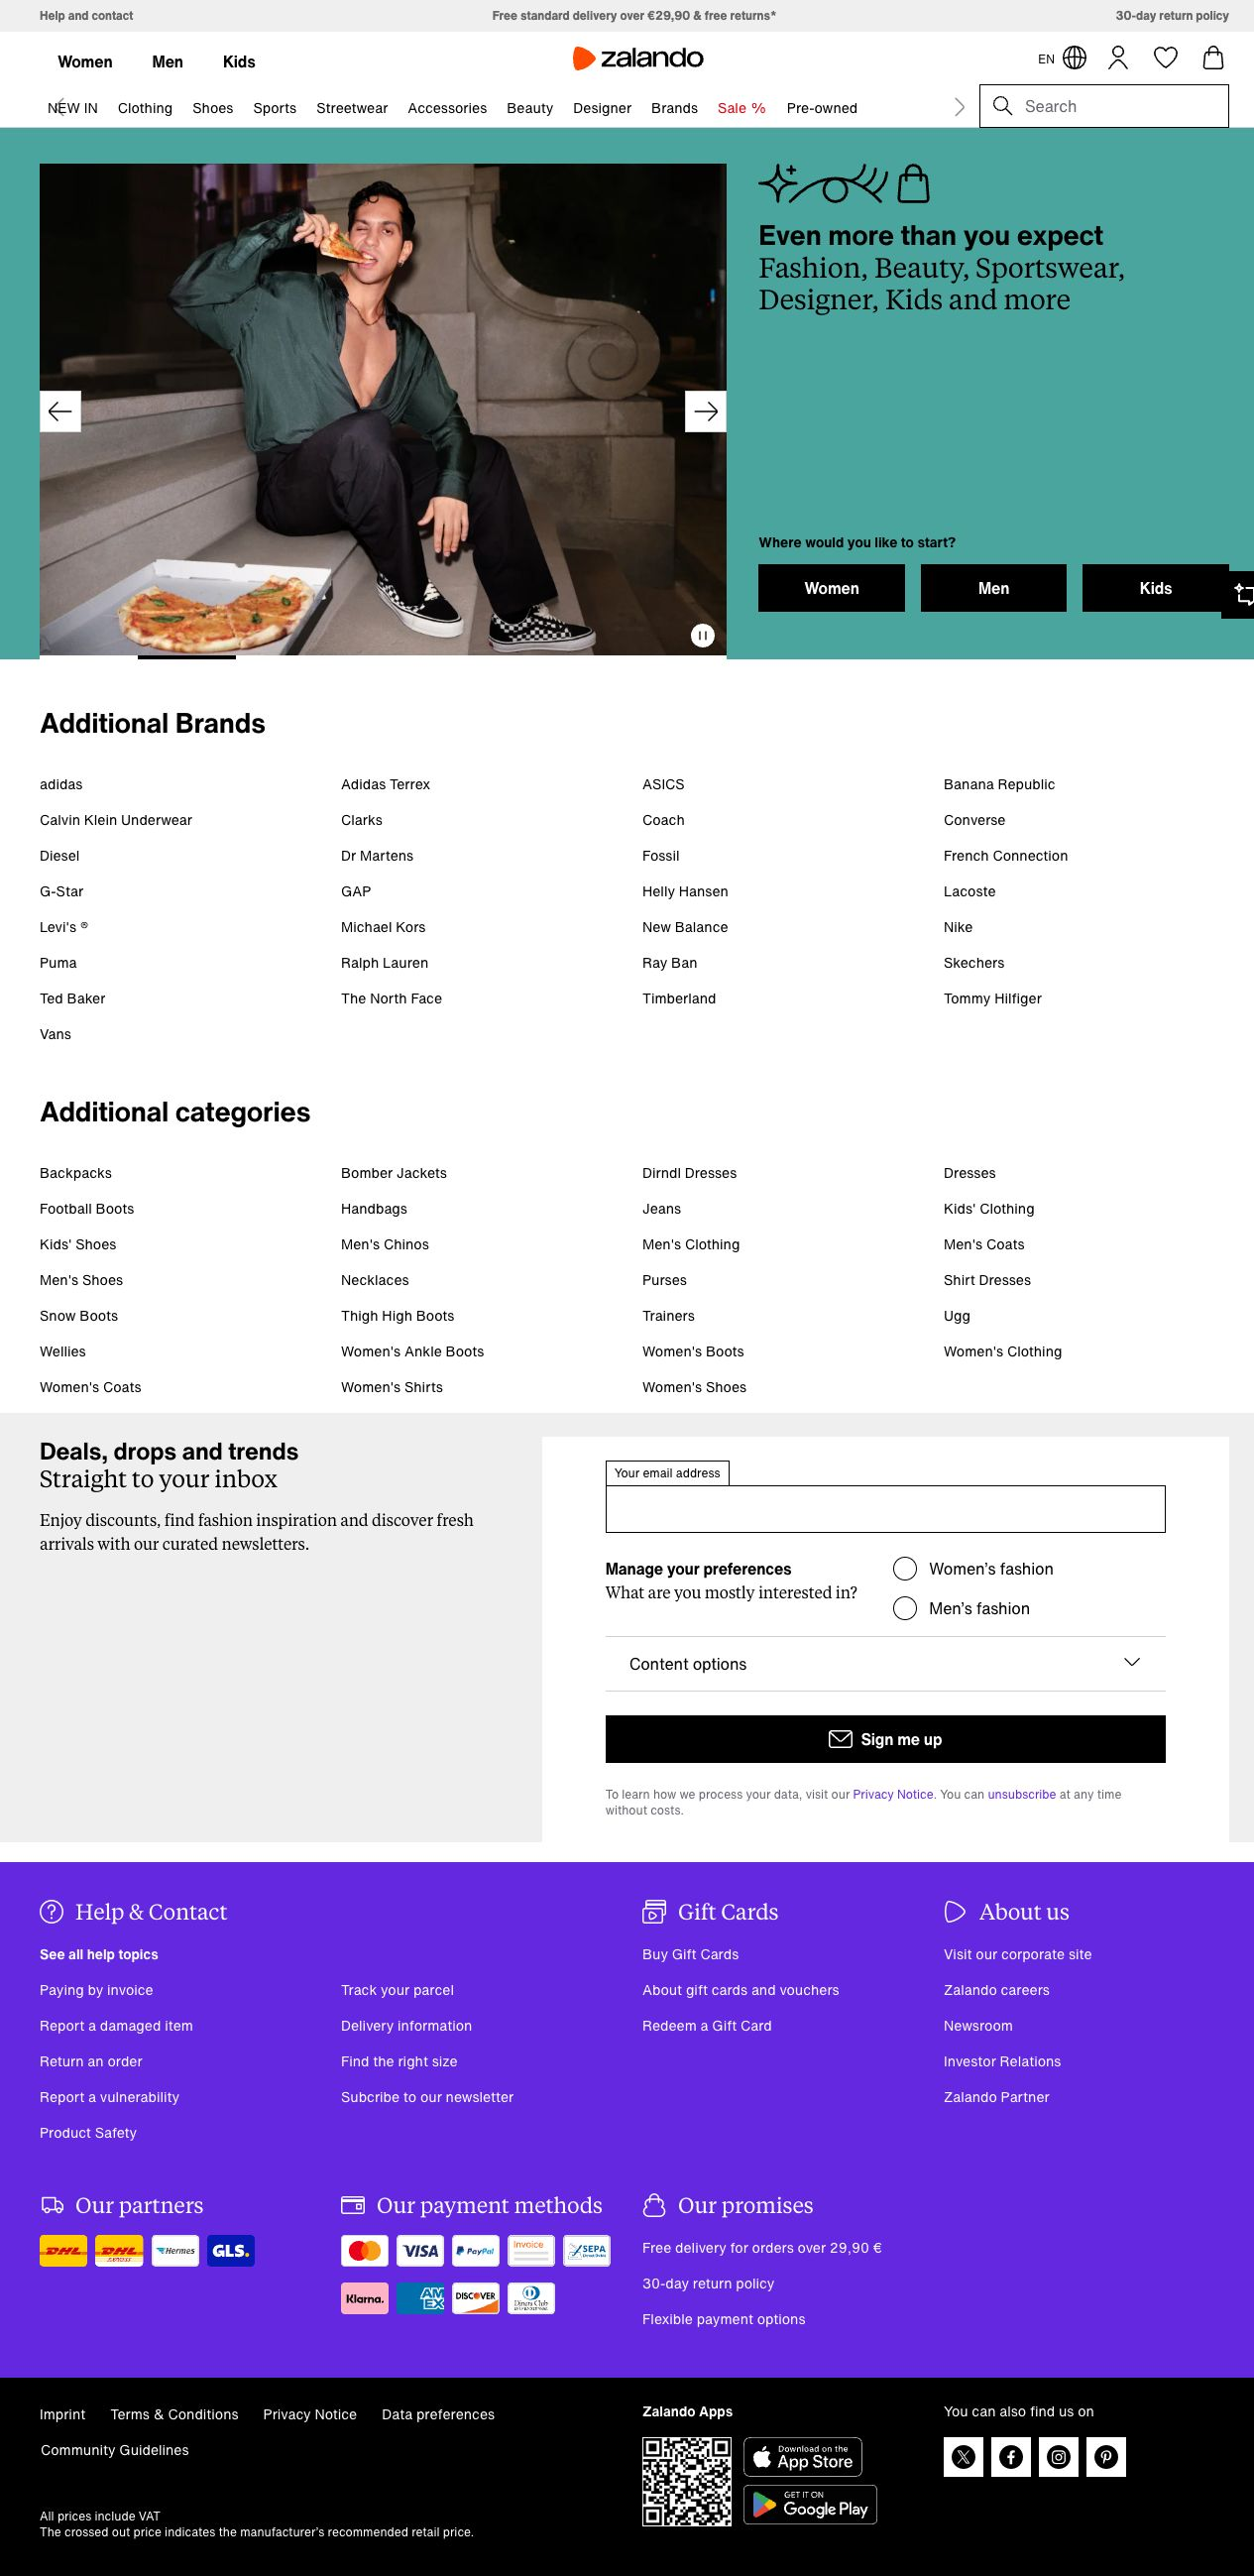 Help and contact
Free standard delivery over €29,90 & free returns*
30-day return policy
Women
Men
Kids
zalando
EN
NEW IN
Clothing
Shoes
Sports
Streetwear
Accessories
Beauty
Designer
Brands
Sale %
Pre-owned
Search
Even more than you expect
Fashion, Beauty, Sportswear,
Designer, Kids and more
Where would you like to start?
Women
Men
Kids
Additional Brands
adidas
Adidas Terrex
ASICS
Banana Republic
Calvin Klein Underwear
Clarks
Coach
Converse
Diesel
Dr Martens
Fossil
French Connection
G-Star
GAP
Helly Hansen
Lacoste
Levi's ®
Michael Kors
New Balance
Nike
Puma
Ralph Lauren
Ray Ban
Skechers
Ted Baker
The North Face
Timberland
Tommy Hilfiger
Vans
Additional categories
Backpacks
Bomber Jackets
Dirndl Dresses
Dresses
Football Boots
Handbags
Jeans
Kids' Clothing
Kids' Shoes
Men's Chinos
Men's Clothing
Men's Coats
Men's Shoes
Necklaces
Purses
Shirt Dresses
Snow Boots
Thigh High Boots
Trainers
Ugg
Wellies
Women's Ankle Boots
Women's Boots
Women's Clothing
Women's Coats
Women's Shirts
Women's Shoes
Deals, drops and trends
Straight to your inbox
Enjoy discounts, find fashion inspiration and discover fresh
arrivals with our curated newsletters.
Your email address
Manage your preferences
What are you mostly interested in?
Women's fashion
Men's fashion
Content options
Sign me up
To learn how we process your data, visit our Privacy Notice. You can unsubscribe at any time
without costs.
Help & Contact
See all help topics
Paying by invoice
Report a damaged item
Return an order
Report a vulnerability
Product Safety
Track your parcel
Delivery information
Find the right size
Subcribe to our newsletter
Gift Cards
Buy Gift Cards
About gift cards and vouchers
Redeem a Gift Card
About us
Visit our corporate site
Zalando careers
Newsroom
Investor Relations
Zalando Partner
Our partners
DHL
DHL
EXPRESS
Hermes
GLS.
Our payment methods
VISA
PayPal
Invoice
SEPA
Klarna.
AMEX
DISCOVER
Diners Club
Our promises
Free delivery for orders over 29,90 €
30-day return policy
Flexible payment options
Imprint
Terms & Conditions
Privacy Notice
Data preferences
Community Guidelines
All prices include VAT
The crossed out price indicates the manufacturer's recommended retail price.
Zalando Apps
Download on the
App Store
GET IT ON
Google Play
You can also find us on